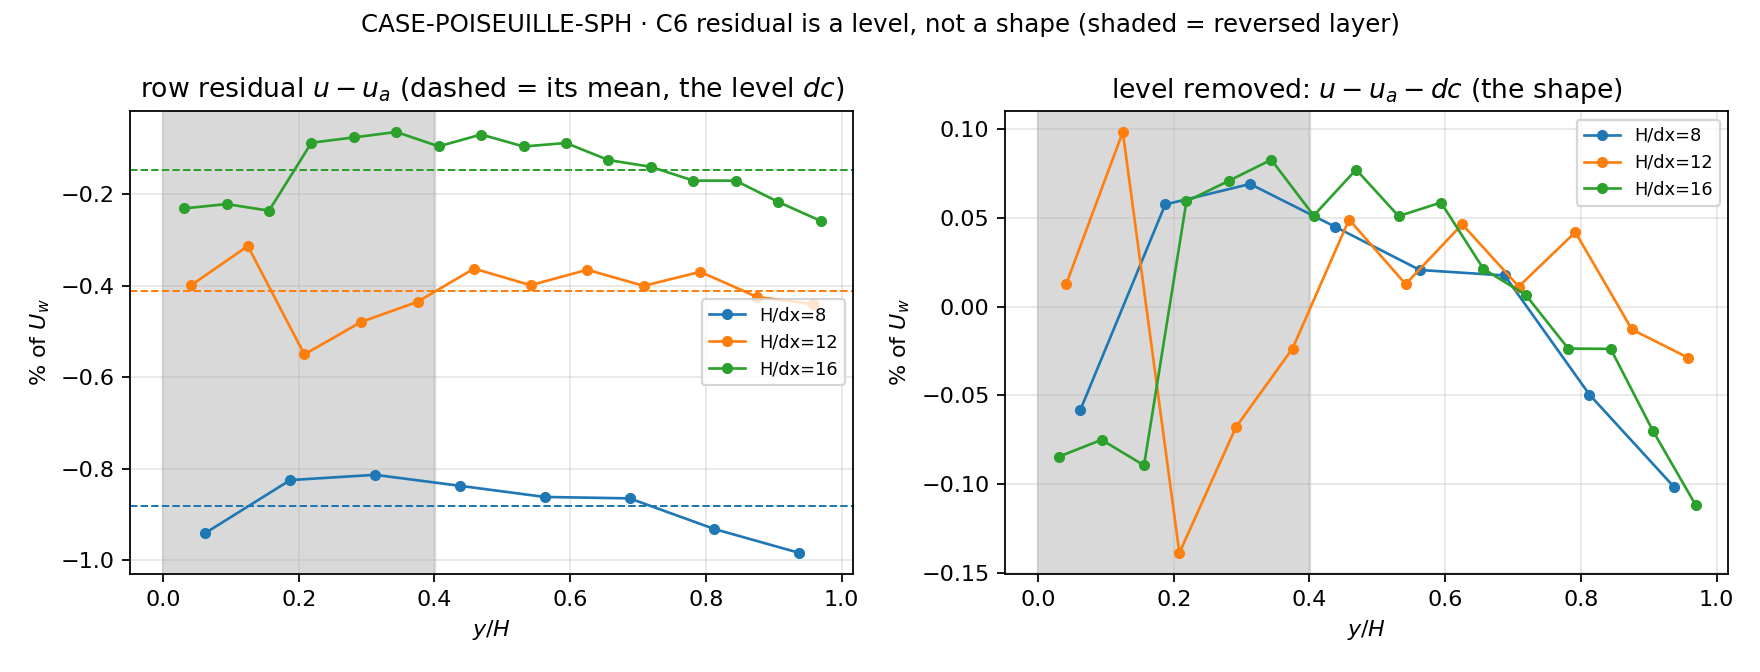 CASE-POISEUILLE-SPH · C6 residual is a level, not a shape (shaded = reversed layer)
row residual u − u_a (dashed = its mean, the level dc)
% of U_w
−0.2
−0.4
−0.6
−0.8
−1.0
0.0 0.2 0.4 0.6 0.8 1.0
y/H
H/dx=8
H/dx=12
H/dx=16
level removed: u − u_a − dc (the shape)
% of U_w
0.10
0.05
0.00
−0.05
−0.10
−0.15
0.0 0.2 0.4 0.6 0.8 1.0
y/H
H/dx=8
H/dx=12
H/dx=16